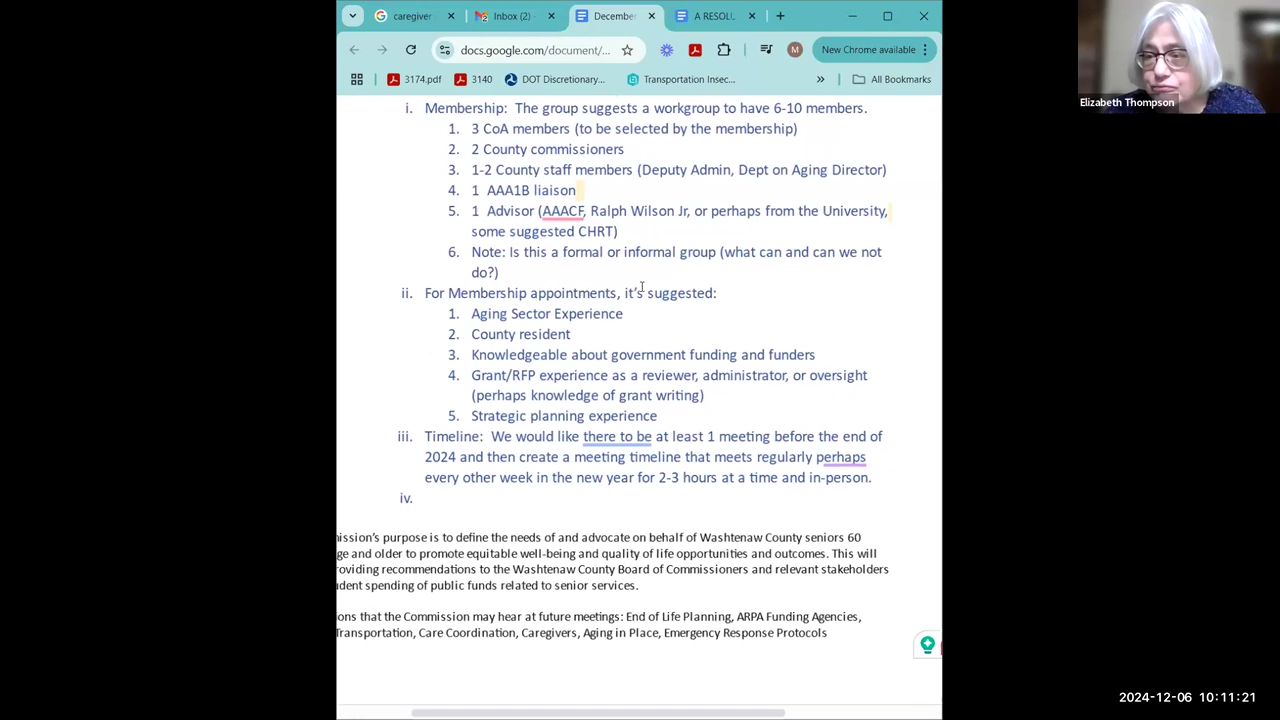 caregiver
Inbox (2)
December
A RESOLU
docs.google.com/document/...
M
New Chrome available
3174.pdf
3140
DOT Discretionary...
Transportation Insec...
»
All Bookmarks
Elizabeth Thompson
i. Membership: The group suggests a workgroup to have 6-10 members.
1. 3 CoA members (to be selected by the membership)
2. 2 County commissioners
3. 1-2 County staff members (Deputy Admin, Dept on Aging Director)
4. 1 AAA1B liaison
5. 1 Advisor (AAACF, Ralph Wilson Jr, or perhaps from the University,
some suggested CHRT)
6. Note: Is this a formal or informal group (what can and can we not
do?)
ii. For Membership appointments, it's suggested:
1. Aging Sector Experience
2. County resident
3. Knowledgeable about government funding and funders
4. Grant/RFP experience as a reviewer, administrator, or oversight
(perhaps knowledge of grant writing)
5. Strategic planning experience
iii. Timeline: We would like there to be at least 1 meeting before the end of
2024 and then create a meeting timeline that meets regularly perhaps
every other week in the new year for 2-3 hours at a time and in-person.
iv.
ission's purpose is to define the needs of and advocate on behalf of Washtenaw County seniors 60
ge and older to promote equitable well-being and quality of life opportunities and outcomes. This will
roviding recommendations to the Washtenaw County Board of Commissioners and relevant stakeholders
udent spending of public funds related to senior services.
ions that the Commission may hear at future meetings: End of Life Planning, ARPA Funding Agencies,
Transportation, Care Coordination, Caregivers, Aging in Place, Emergency Response Protocols
2024-12-06 10:11:21